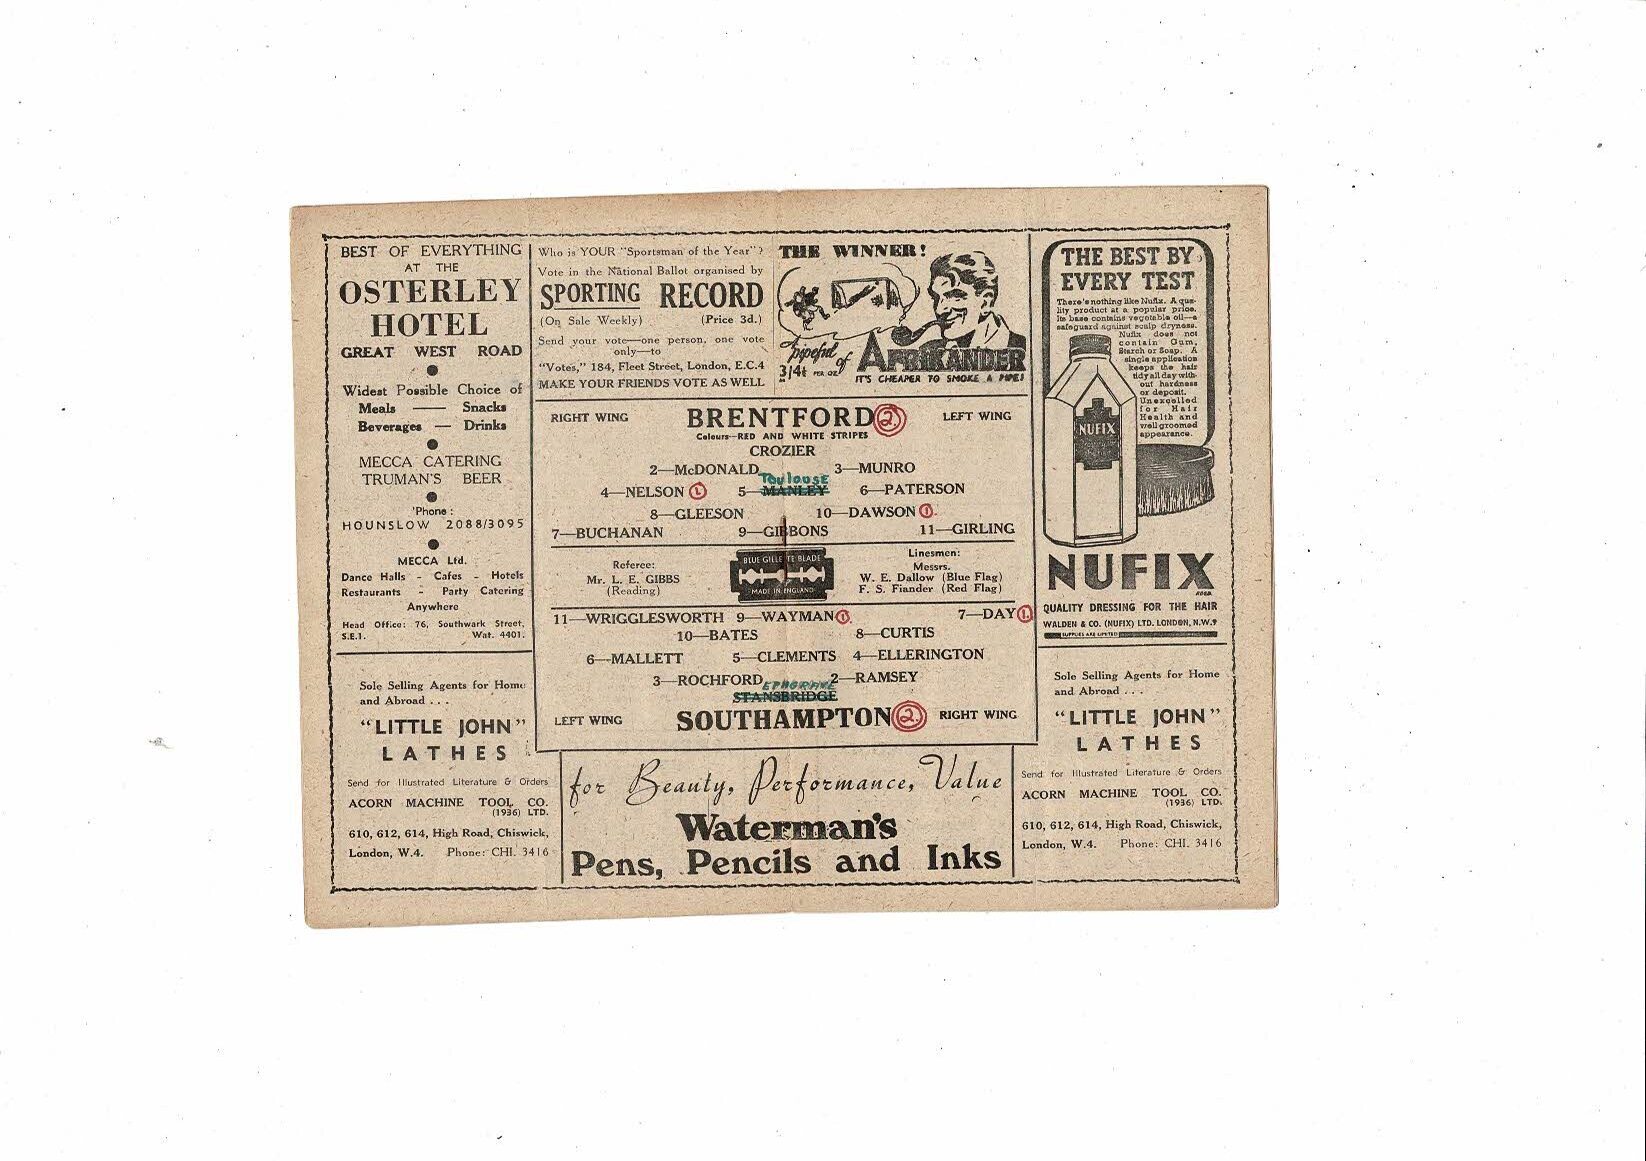 BEST OF EVERYTHING
AT THE
OSTERLEY
HOTEL
GREAT WEST ROAD
Widest Possible Choice of
Meals — Snacks
Beverages — Drinks
MECCA CATERING
TRUMAN'S BEER
'Phone :
HOUNSLOW 2088/3095
MECCA Ltd.
Dance Halls - Cafes - Hotels
Restaurants - Party Catering
Anywhere
Head Office: 76, Southwark Street,
S.E.1. Wat. 4401.
Sole Selling Agents for Home
and Abroad . . .
"LITTLE JOHN"
LATHES
Send for Illustrated Literature & Orders
ACORN MACHINE TOOL CO.
(1936) LTD.
610, 612, 614, High Road, Chiswick,
London, W.4. Phone: CHI. 3416
Who is YOUR "Sportsman of the Year"?
Vote in the National Ballot organised by
SPORTING RECORD
(On Sale Weekly) (Price 3d.)
Send your vote—one person, one vote
only—to
"Votes," 184, Fleet Street, London, E.C.4
MAKE YOUR FRIENDS VOTE AS WELL
THE WINNER!
pipeful of
AFRIKANDER
3/4½ PER OZ
IT'S CHEAPER TO SMOKE A PIPE!
RIGHT WING BRENTFORD 2. LEFT WING
Colours—RED AND WHITE STRIPES
CROZIER
2—McDONALD 3—MUNRO
Toulouse
4—NELSON 1 5—MANLEY 6—PATERSON
8—GLEESON 10—DAWSON 1.
7—BUCHANAN 9—GIBBONS 11—GIRLING
Referee:
Mr. L. E. GIBBS
(Reading)
BLUE GILLETTE BLADE
MADE IN ENGLAND
Linesmen:
Messrs.
W. E. Dallow (Blue Flag)
F. S. Fiander (Red Flag)
11—WRIGGLESWORTH 9—WAYMAN 1. 7—DAY 1.
10—BATES 8—CURTIS
6—MALLETT 5—CLEMENTS 4—ELLERINGTON
3—ROCHFORD 2—RAMSEY
EPHGRAVE
STANSBRIDGE
LEFT WING SOUTHAMPTON 2. RIGHT WING
for Beauty, Performance, Value
Waterman's
Pens, Pencils and Inks
THE BEST BY
EVERY TEST
There's nothing like Nufix. A qua-
lity product at a popular price.
Its base contains vegetable oil—a
safeguard against scalp dryness.
Nufix does not
contain Gum,
Starch or Soap. A
single application
keeps the hair
tidy all day with-
out hardness
or deposit.
Unexcelled
for Hair
Health and
well groomed
appearance.
NUFIX
NUFIX
REGD.
QUALITY DRESSING FOR THE HAIR
WALDEN & CO. (NUFIX) LTD. LONDON, N.W.9
SUPPLIES ARE LIMITED
Sole Selling Agents for Home
and Abroad . . .
"LITTLE JOHN"
LATHES
Send for Illustrated Literature & Orders
ACORN MACHINE TOOL CO.
(1936) LTD.
610, 612, 614, High Road, Chiswick,
London, W.4. Phone: CHI. 3416